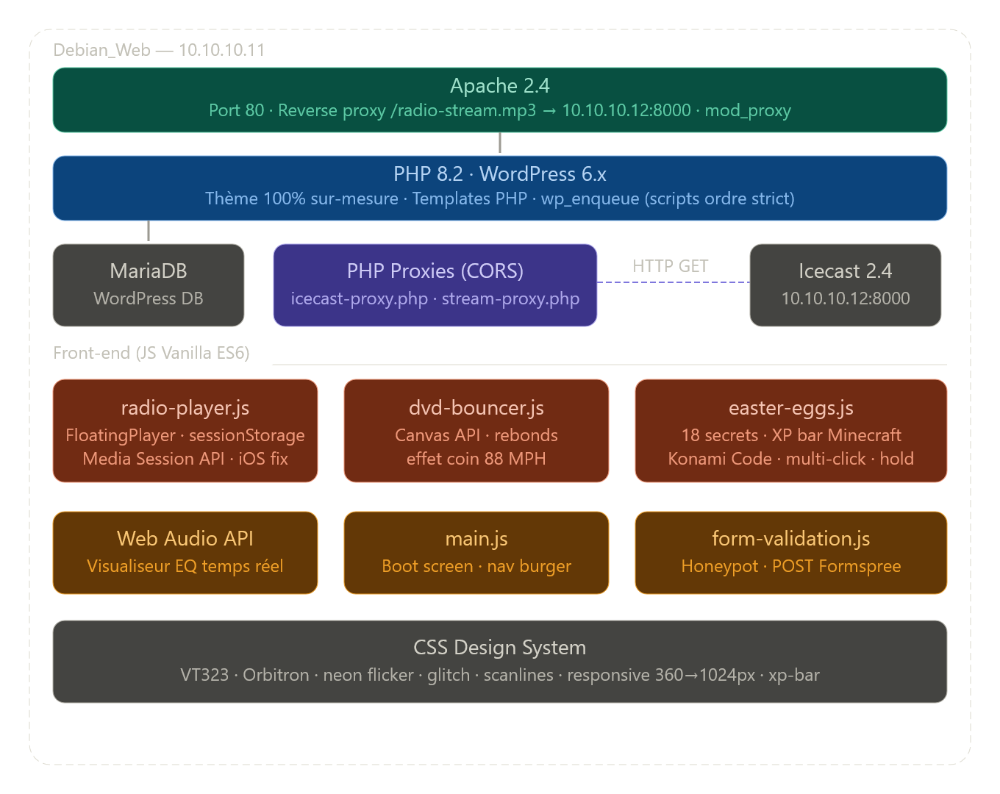 Debian_Web — 10.10.10.11
Apache 2.4
Port 80 · Reverse proxy /radio-stream.mp3 → 10.10.10.12:8000 · mod_proxy
PHP 8.2 · WordPress 6.x
Thème 100% sur-mesure · Templates PHP · wp_enqueue (scripts ordre strict)
MariaDB
WordPress DB
PHP Proxies (CORS)
icecast-proxy.php · stream-proxy.php
HTTP GET
Icecast 2.4
10.10.10.12:8000
Front-end (JS Vanilla ES6)
radio-player.js
FloatingPlayer · sessionStorage
Media Session API · iOS fix
dvd-bouncer.js
Canvas API · rebonds
effet coin 88 MPH
easter-eggs.js
18 secrets · XP bar Minecraft
Konami Code · multi-click · hold
Web Audio API
Visualiseur EQ temps réel
main.js
Boot screen · nav burger
form-validation.js
Honeypot · POST Formspree
CSS Design System
VT323 · Orbitron · neon flicker · glitch · scanlines · responsive 360→1024px · xp-bar